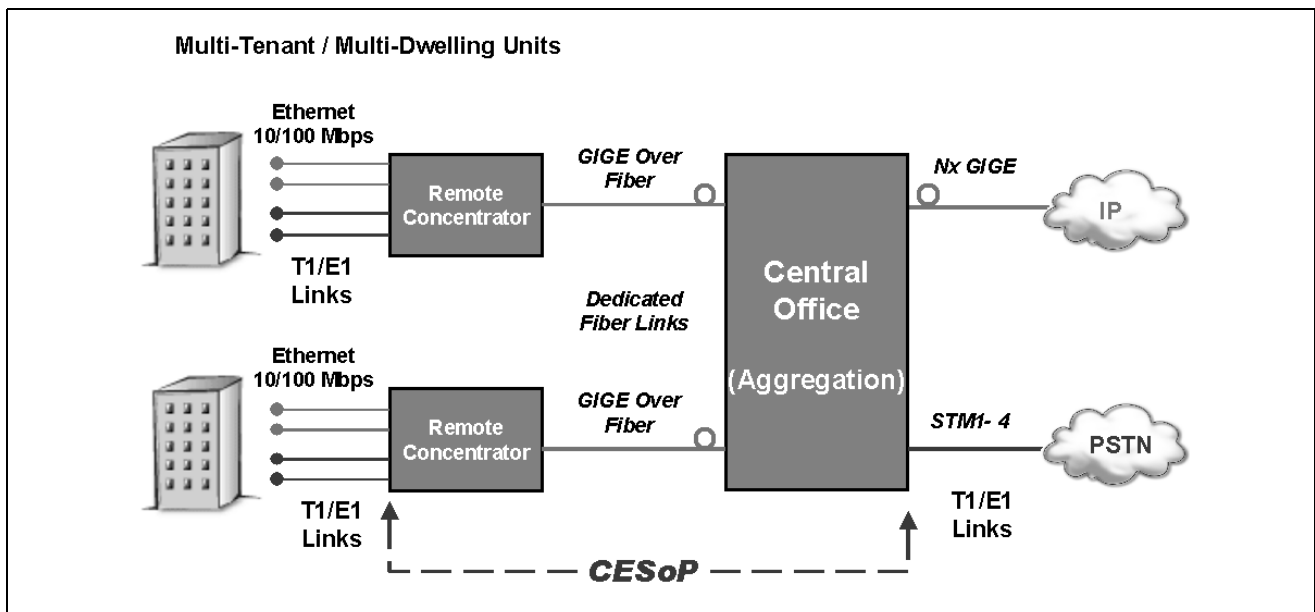 Multi-Tenant / Multi-Dwelling Units
Ethernet
10/100 Mbps
T1/E1
Links
Remote
Concentrator
GIGE Over
Fiber
Dedicated
Fiber Links
Ethernet
10/100 Mbps
T1/E1
Links
Remote
Concentrator
GIGE Over
Fiber
Central
Office
(Aggregation)
Nx GIGE
IP
STM1- 4
PSTN
T1/E1
Links
CESoP